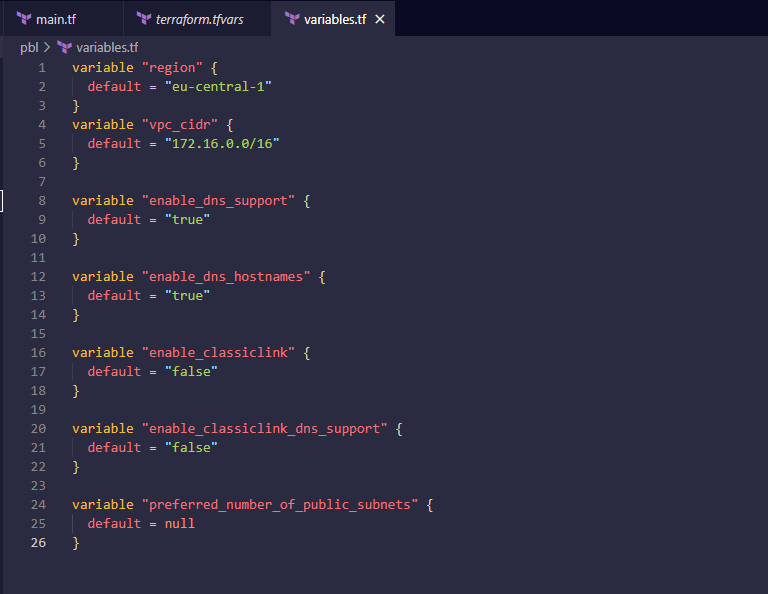 main.tf
terraform.tfvars
variables.tf
pbl > variables.tf
1 variable "region" {
2 default = "eu-central-1"
3 }
4 variable "vpc_cidr" {
5 default = "172.16.0.0/16"
6 }
7
8 variable "enable_dns_support" {
9 default = "true"
10 }
11
12 variable "enable_dns_hostnames" {
13 default = "true"
14 }
15
16 variable "enable_classiclink" {
17 default = "false"
18 }
19
20 variable "enable_classiclink_dns_support" {
21 default = "false"
22 }
23
24 variable "preferred_number_of_public_subnets" {
25 default = null
26 }